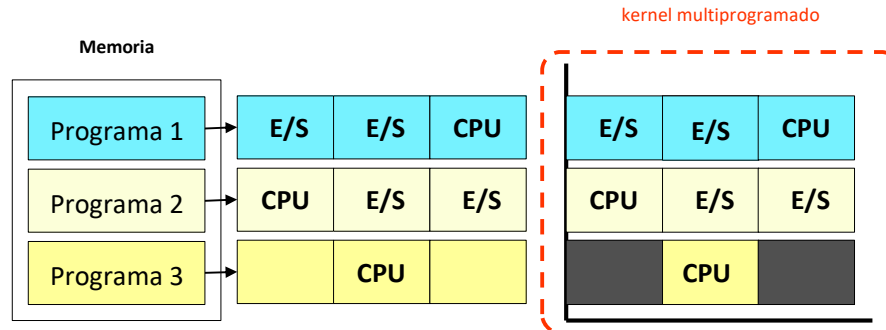 kernel multiprogramado
Memoria
Programa 1 E/S E/S CPU E/S E/S CPU
Programa 2 CPU E/S E/S CPU E/S E/S
Programa 3 CPU CPU